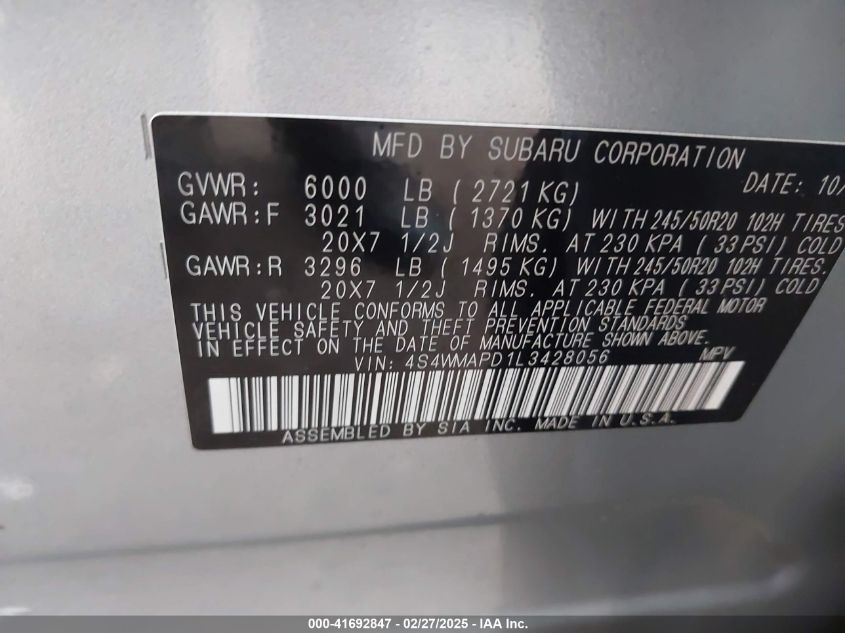 MFD BY SUBARU CORPORATION
GVWR: 6000 LB ( 2721 KG) DATE: 10/
GAWR:F 3021 LB ( 1370 KG) WITH 245/50R20 102H TIRES
20X7 1/2J RIMS. AT 230 KPA ( 33 PSI) COLD
GAWR:R 3296 LB ( 1495 KG) WITH 245/50R20 102H TIRES.
20X7 1/2J RIMS. AT 230 KPA ( 33 PSI) COLD
THIS VEHICLE CONFORMS TO ALL APPLICABLE FEDERAL MOTOR
VEHICLE SAFETY AND THEFT PREVENTION STANDARDS
IN EFFECT ON THE DATE OF MANUFACTURE SHOWN ABOVE.
VIN: 4S4WMAPD1L3428056 MPV
ASSEMBLED BY SIA INC. MADE IN U.S.A.
000-41692847 - 02/27/2025 - IAAPD_1, Inc.